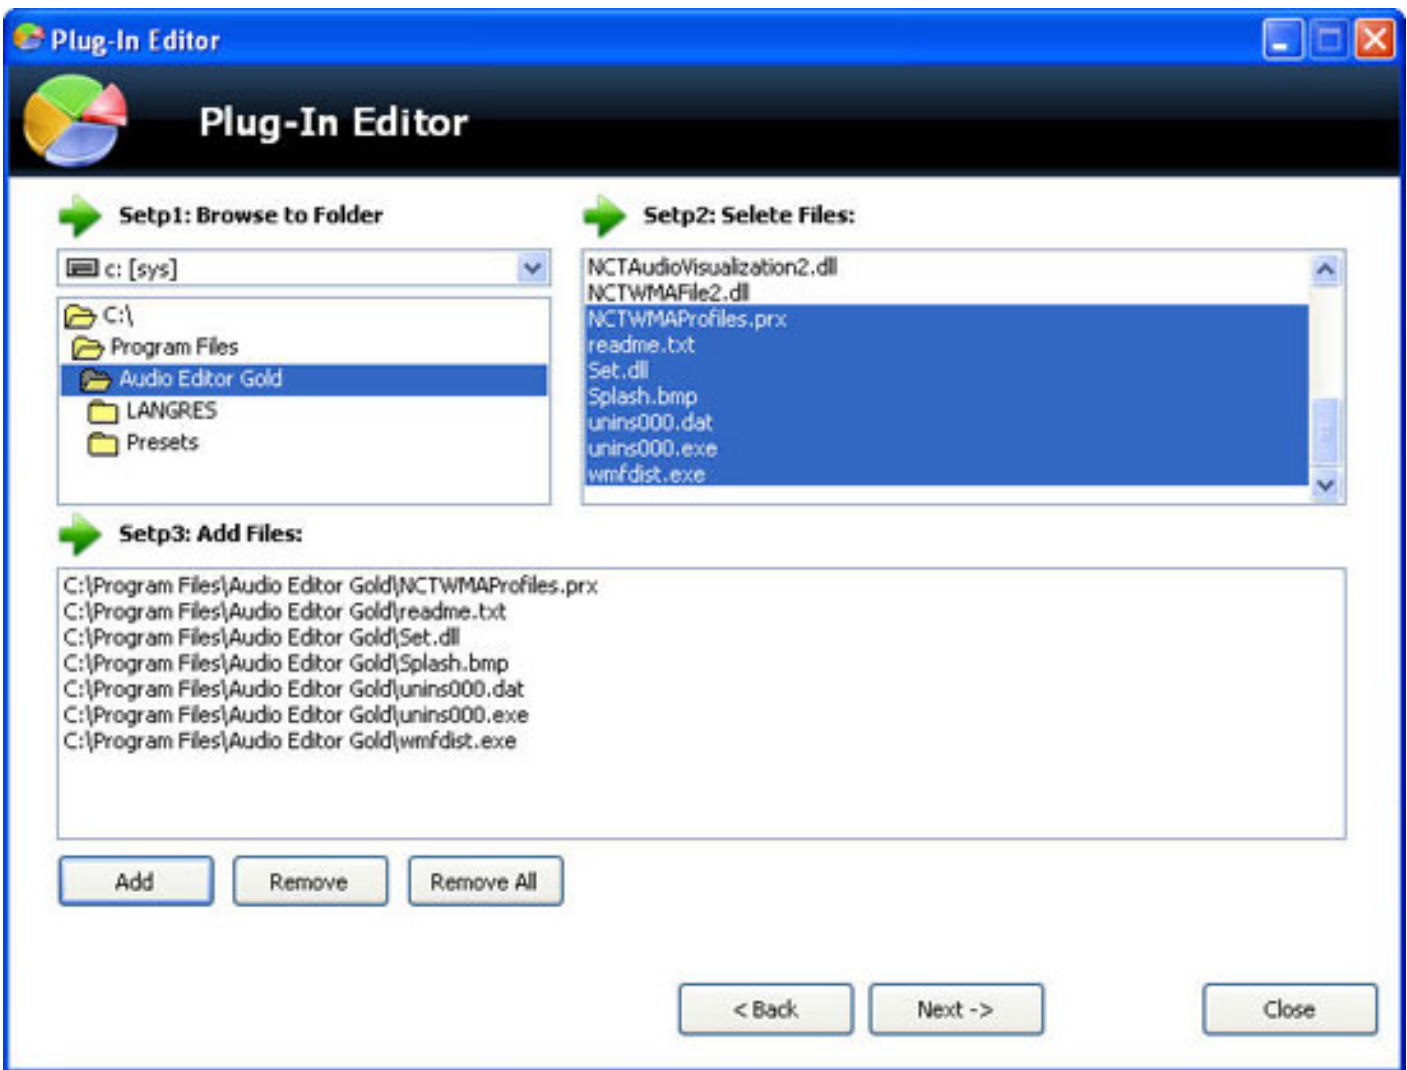 Plug-In Editor
Plug-In Editor
Setp1: Browse to Folder
c: [sys]
C:\
Program Files
Audio Editor Gold
LANGRES
Presets
Setp2: Selete Files:
NCTAudioVisualization2.dll
NCTWMAFile2.dll
NCTWMAProfiles.prx
readme.txt
Set.dll
Splash.bmp
unins000.dat
unins000.exe
wmfdist.exe
Setp3: Add Files:
C:\Program Files\Audio Editor Gold\NCTWMAProfiles.prx
C:\Program Files\Audio Editor Gold\readme.txt
C:\Program Files\Audio Editor Gold\Set.dll
C:\Program Files\Audio Editor Gold\Splash.bmp
C:\Program Files\Audio Editor Gold\unins000.dat
C:\Program Files\Audio Editor Gold\unins000.exe
C:\Program Files\Audio Editor Gold\wmfdist.exe
Add Remove Remove All
< Back Next -> Close